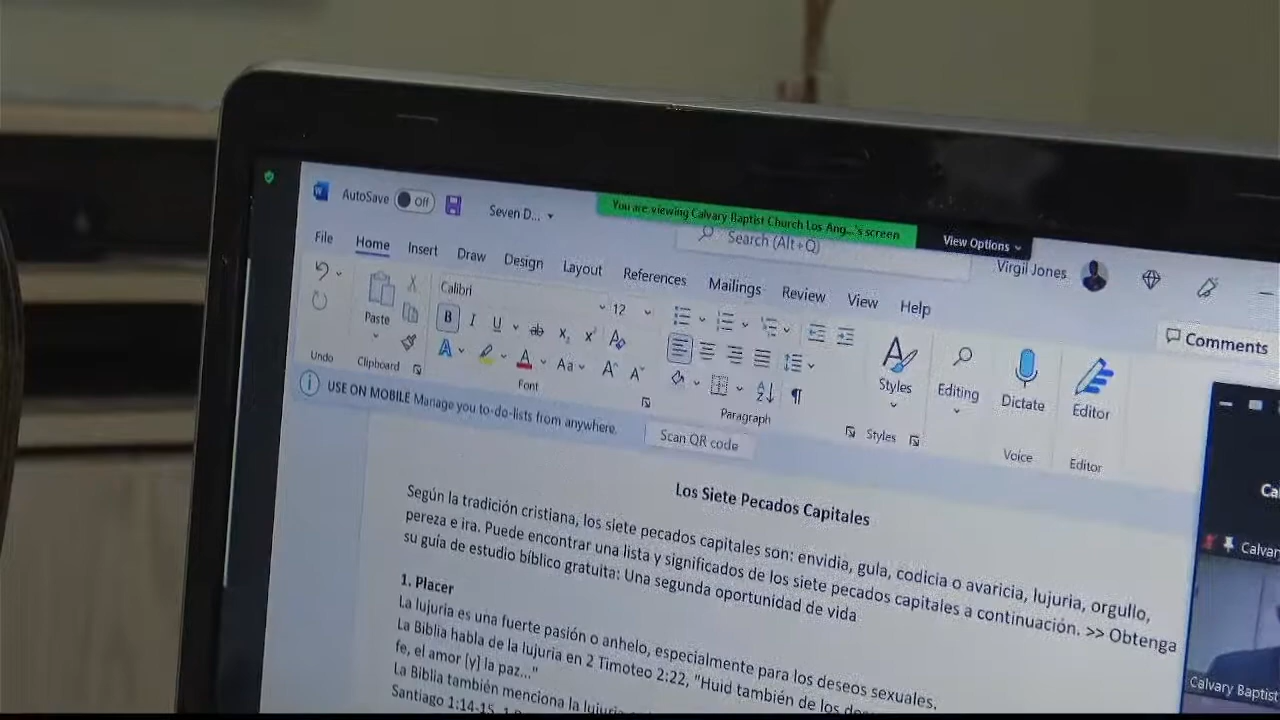 AutoSave Off Seven D...
You are viewing Calvary Baptist Church Los Ang...'s screen
View Options
Search (Alt+Q)
Virgil Jones
File Home Insert Draw Design Layout References Mailings Review View Help
Comments
Calibri 12
Paste
B I U ab x₂ x²
A A Aa A A
Undo Clipboard Font Paragraph
Styles Editing Dictate Editor
Styles Voice Editor
USE ON MOBILE Manage you to-do-lists from anywhere. Scan QR code
Los Siete Pecados Capitales
Según la tradición cristiana, los siete pecados capitales son: envidia, gula, codicia o avaricia, lujuria, orgullo,
pereza e ira. Puede encontrar una lista y significados de los siete pecados capitales a continuación. >> Obtenga
su guía de estudio bíblico gratuita: Una segunda oportunidad de vida
1. Placer
La lujuria es una fuerte pasión o anhelo, especialmente para los deseos sexuales.
La Biblia habla de la lujuria en 2 Timoteo 2:22, "Huid también de los
fe, el amor [y] la paz..."
La Biblia también menciona la lujuria
Santiago 1:14-15,
Calvary Baptist